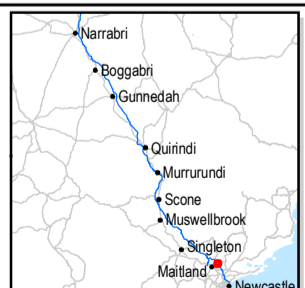 Narrabri
Boggabri
Gunnedah
Quirindi
Murrurundi
Scone
Muswellbrook
Singleton
Maitland
Newcastle